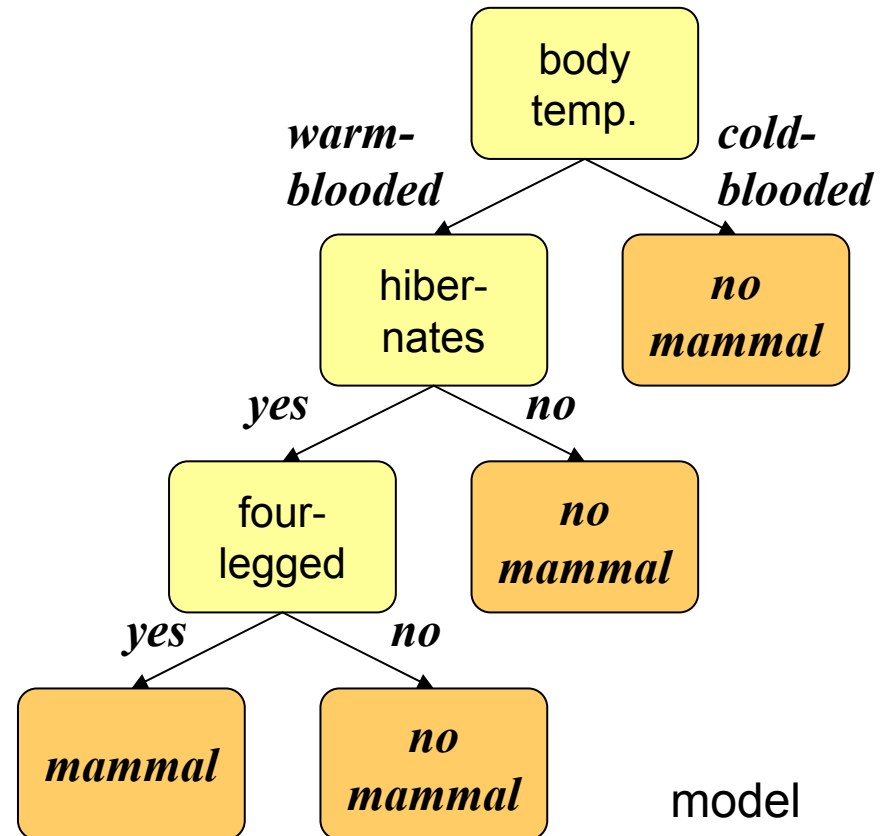 body
temp.
warm-
blooded
cold-
blooded
hiber-
nates
no
mammal
yes
no
four-
legged
no
mammal
yes
no
mammal
no
mammal
model